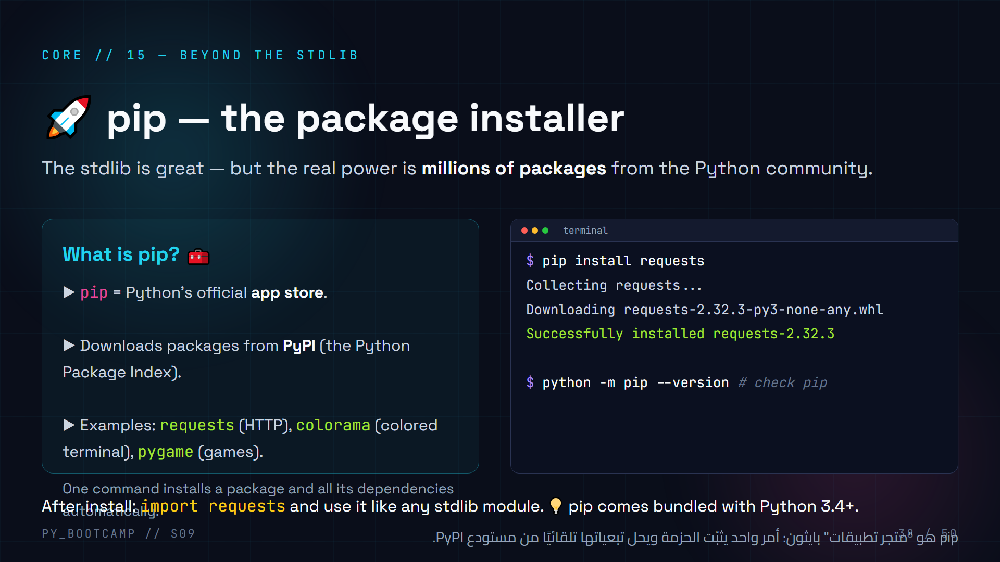 CORE // 15 — BEYOND THE STDLIB
🚀 pip — the package installer
The stdlib is great — but the real power is millions of packages from the Python community.
What is pip? 🧰
▶ pip = Python's official app store.
▶ Downloads packages from PyPI (the Python
Package Index).
▶ Examples: requests (HTTP), colorama (colored
terminal), pygame (games).
One command installs a package and all its dependencies
automatically.
terminal
$ pip install requests
Collecting requests...
Downloading requests-2.32.3-py3-none-any.whl
Successfully installed requests-2.32.3
$ python -m pip --version # check pip
After install: import requests and use it like any stdlib module. 💡 pip comes bundled with Python 3.4+.
pip هو "متجر تطبيقات" بايثون: أمر واحد يثبّت الحزمة ويحل تبعياتها تلقائيًا من مستودع PyPI.
PY_BOOTCAMP // S09
38 / 50